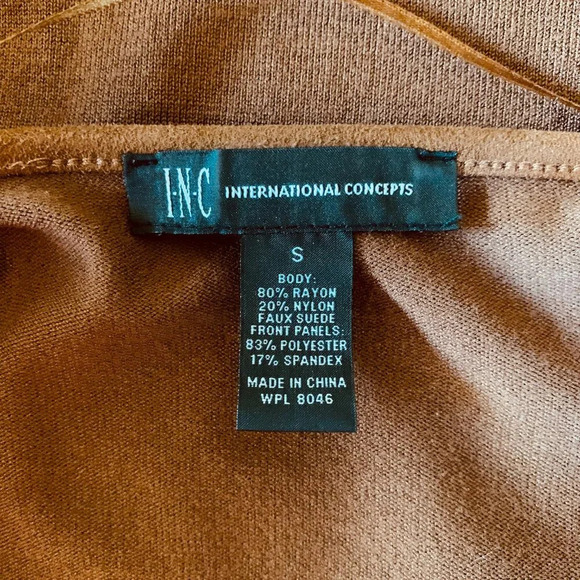 I·N·C INTERNATIONAL CONCEPTS
S
BODY:
80% RAYON
20% NYLON
FAUX SUEDE
FRONT PANELS:
83% POLYESTER
17% SPANDEX
MADE IN CHINA
WPL 8046